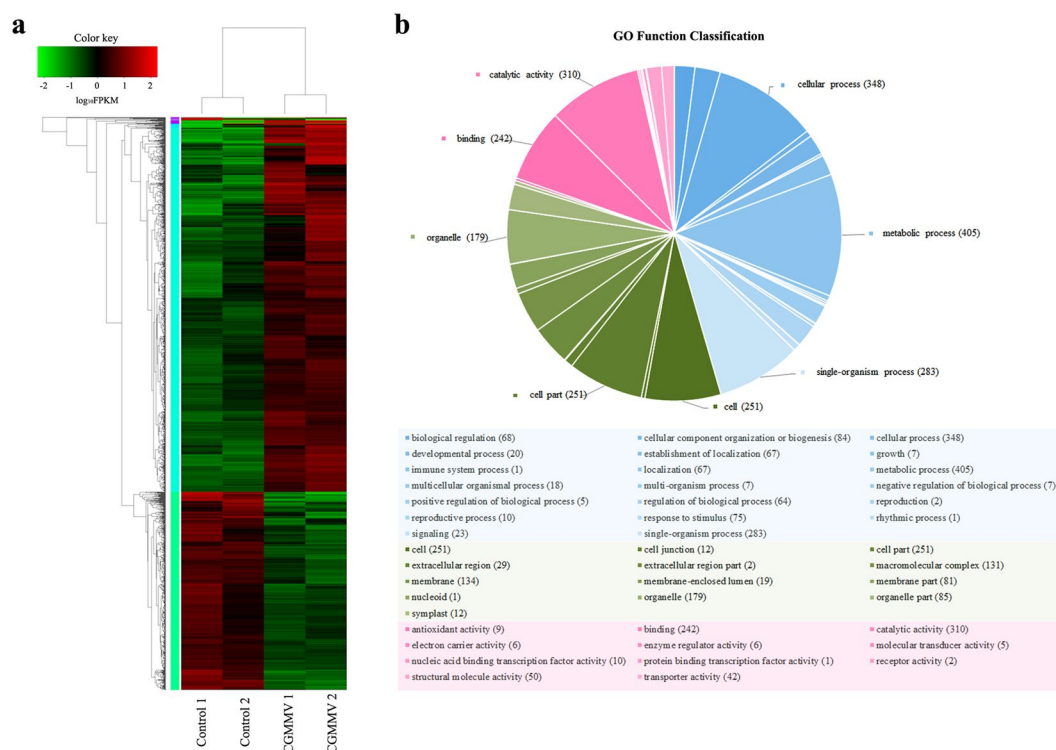 a
Color key
-2 -1 0 1 2
log₁₀FPKM
Control 1
Control 2
CGMMV 1
CGMMV 2
b
GO Function Classification
catalytic activity (310)
cellular process (348)
binding (242)
organelle (179)
metabolic process (405)
single-organism process (283)
cell part (251)
cell (251)
biological regulation (68) cellular component organization or biogenesis (84) cellular process (348)
developmental process (20) establishment of localization (67) growth (7)
immune system process (1) localization (67) metabolic process (405)
multicellular organismal process (18) multi-organism process (7) negative regulation of biological process (7)
positive regulation of biological process (5) regulation of biological process (64) reproduction (2)
reproductive process (10) response to stimulus (75) rhythmic process (1)
signaling (23) single-organism process (283)
cell (251) cell junction (12) cell part (251)
extracellular region (29) extracellular region part (2) macromolecular complex (131)
membrane (134) membrane-enclosed lumen (19) membrane part (81)
nucleoid (1) organelle (179) organelle part (85)
symplast (12)
antioxidant activity (9) binding (242) catalytic activity (310)
electron carrier activity (6) enzyme regulator activity (6) molecular transducer activity (5)
nucleic acid binding transcription factor activity (10) protein binding transcription factor activity (1) receptor activity (2)
structural molecule activity (50) transporter activity (42)